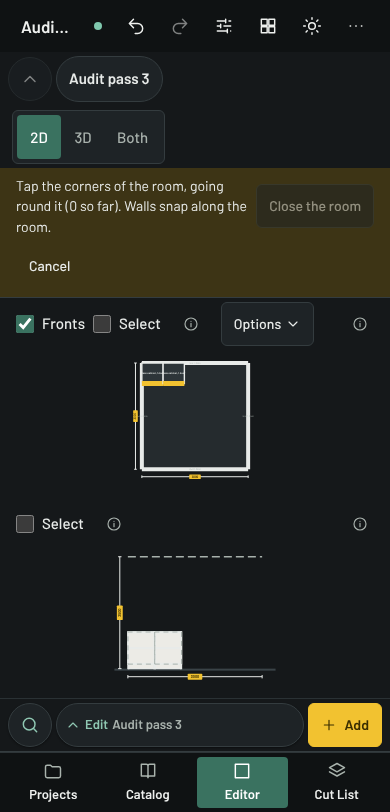 Audi...
Audit pass 3
2D 3D Both
Tap the corners of the room, going
round it (0 so far). Walls snap along the
room.
Close the room
Cancel
Fronts Select Options
Select
Edit Audit pass 3
Add
Projects Catalog Editor Cut List